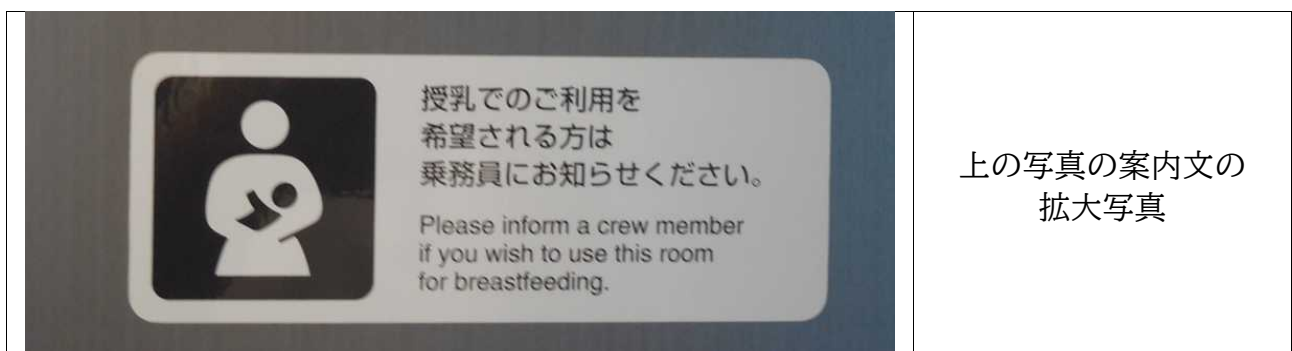 授乳でのご利用を
希望される方は
乗務員にお知らせください。
Please inform a crew member
if you wish to use this room
for breastfeeding.
上の写真の案内文の
拡大写真